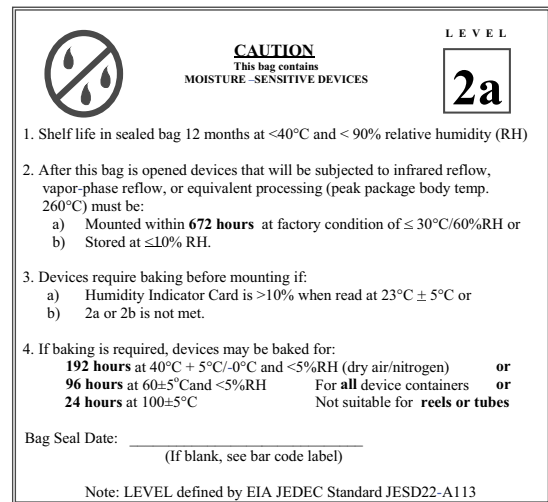 LEVEL
2a
CAUTION
This bag contains
MOISTURE –SENSITIVE DEVICES
1. Shelf life in sealed bag 12 months at <40°C and < 90% relative humidity (RH)
2. After this bag is opened devices that will be subjected to infrared reflow,
vapor-phase reflow, or equivalent processing (peak package body temp.
260°C) must be:
a) Mounted within 672 hours at factory condition of ≤ 30°C/60%RH or
b) Stored at ≤10% RH.
3. Devices require baking before mounting if:
a) Humidity Indicator Card is >10% when read at 23°C ± 5°C or
b) 2a or 2b is not met.
4. If baking is required, devices may be baked for:
192 hours at 40°C + 5°C/-0°C and <5%RH (dry air/nitrogen) or
96 hours at 60±5°Cand <5%RH For all device containers or
24 hours at 100±5°C Not suitable for reels or tubes
Bag Seal Date: ______________________________
(If blank, see bar code label)
Note: LEVEL defined by EIA JEDEC Standard JESD22-A113